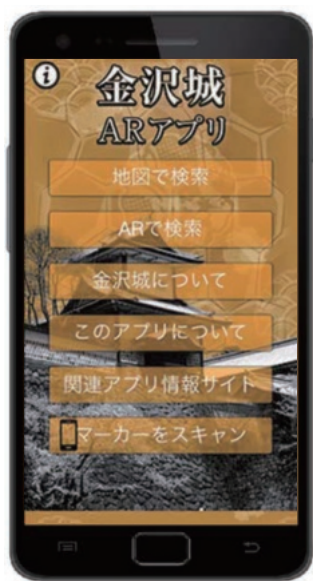 i
金沢城
ARアプリ
地図で検索
ARで検索
金沢城について
このアプリについて
関連アプリ情報サイト
マーカーをスキャン